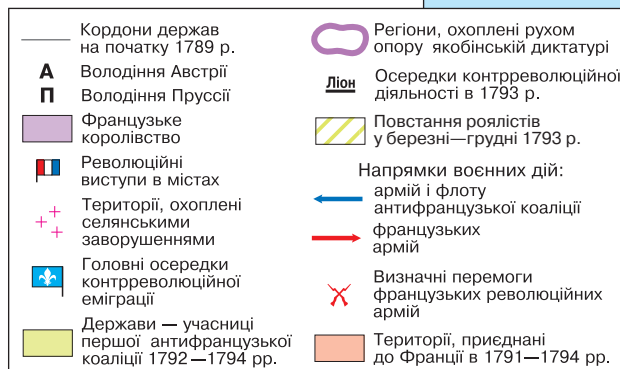 Кордони держав
на початку 1789 р.
А Володіння Австрії
П Володіння Пруссії
Французьке
королівство
Революційні
виступи в містах
Території, охоплені
селянськими
заворушеннями
Головні осередки
контрреволюційної
еміграції
Держави — учасниці
першої антифранцузької
коаліції 1792—1794 рр.
Регіони, охоплені рухом
опору якобінській диктатурі
Ліон Осередки контрреволюційної
діяльності в 1793 р.
Повстання роялістів
у березні—грудні 1793 р.
Напрямки воєнних дій:
армій і флоту
антифранцузької коаліції
французьких
армій
Визначні перемоги
французьких революційних
армій
Території, приєднані
до Франції в 1791—1794 рр.